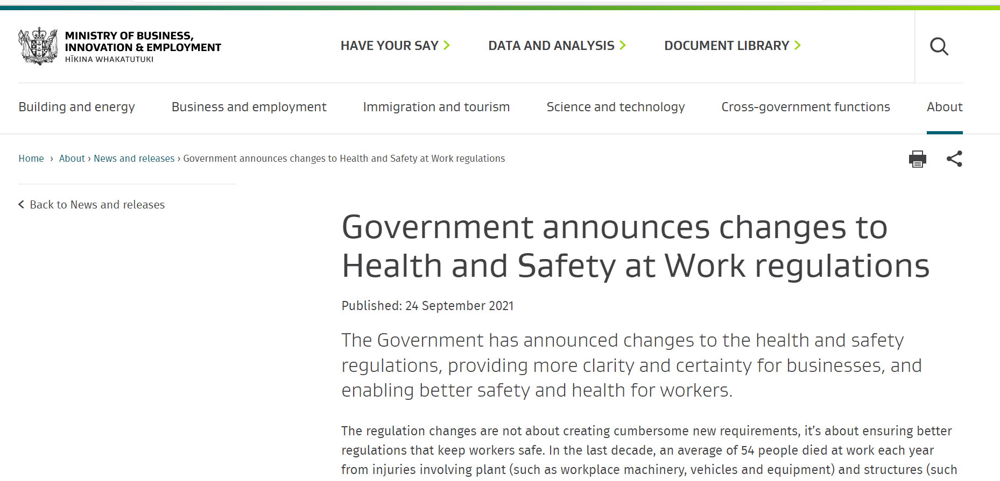 MINISTRY OF BUSINESS,
INNOVATION & EMPLOYMENT
HĪKINA WHAKATUTUKI
HAVE YOUR SAY
DATA AND ANALYSIS
DOCUMENT LIBRARY
Building and energy
Business and employment
Immigration and tourism
Science and technology
Cross-government functions
About
Home › About › News and releases › Government announces changes to Health and Safety at Work regulations
Back to News and releases
Government announces changes to
Health and Safety at Work regulations
Published: 24 September 2021
The Government has announced changes to the health and safety
regulations, providing more clarity and certainty for businesses, and
enabling better safety and health for workers.
The regulation changes are not about creating cumbersome new requirements, it’s about ensuring better
regulations that keep workers safe. In the last decade, an average of 54 people died at work each year
from injuries involving plant (such as workplace machinery, vehicles and equipment) and structures (such